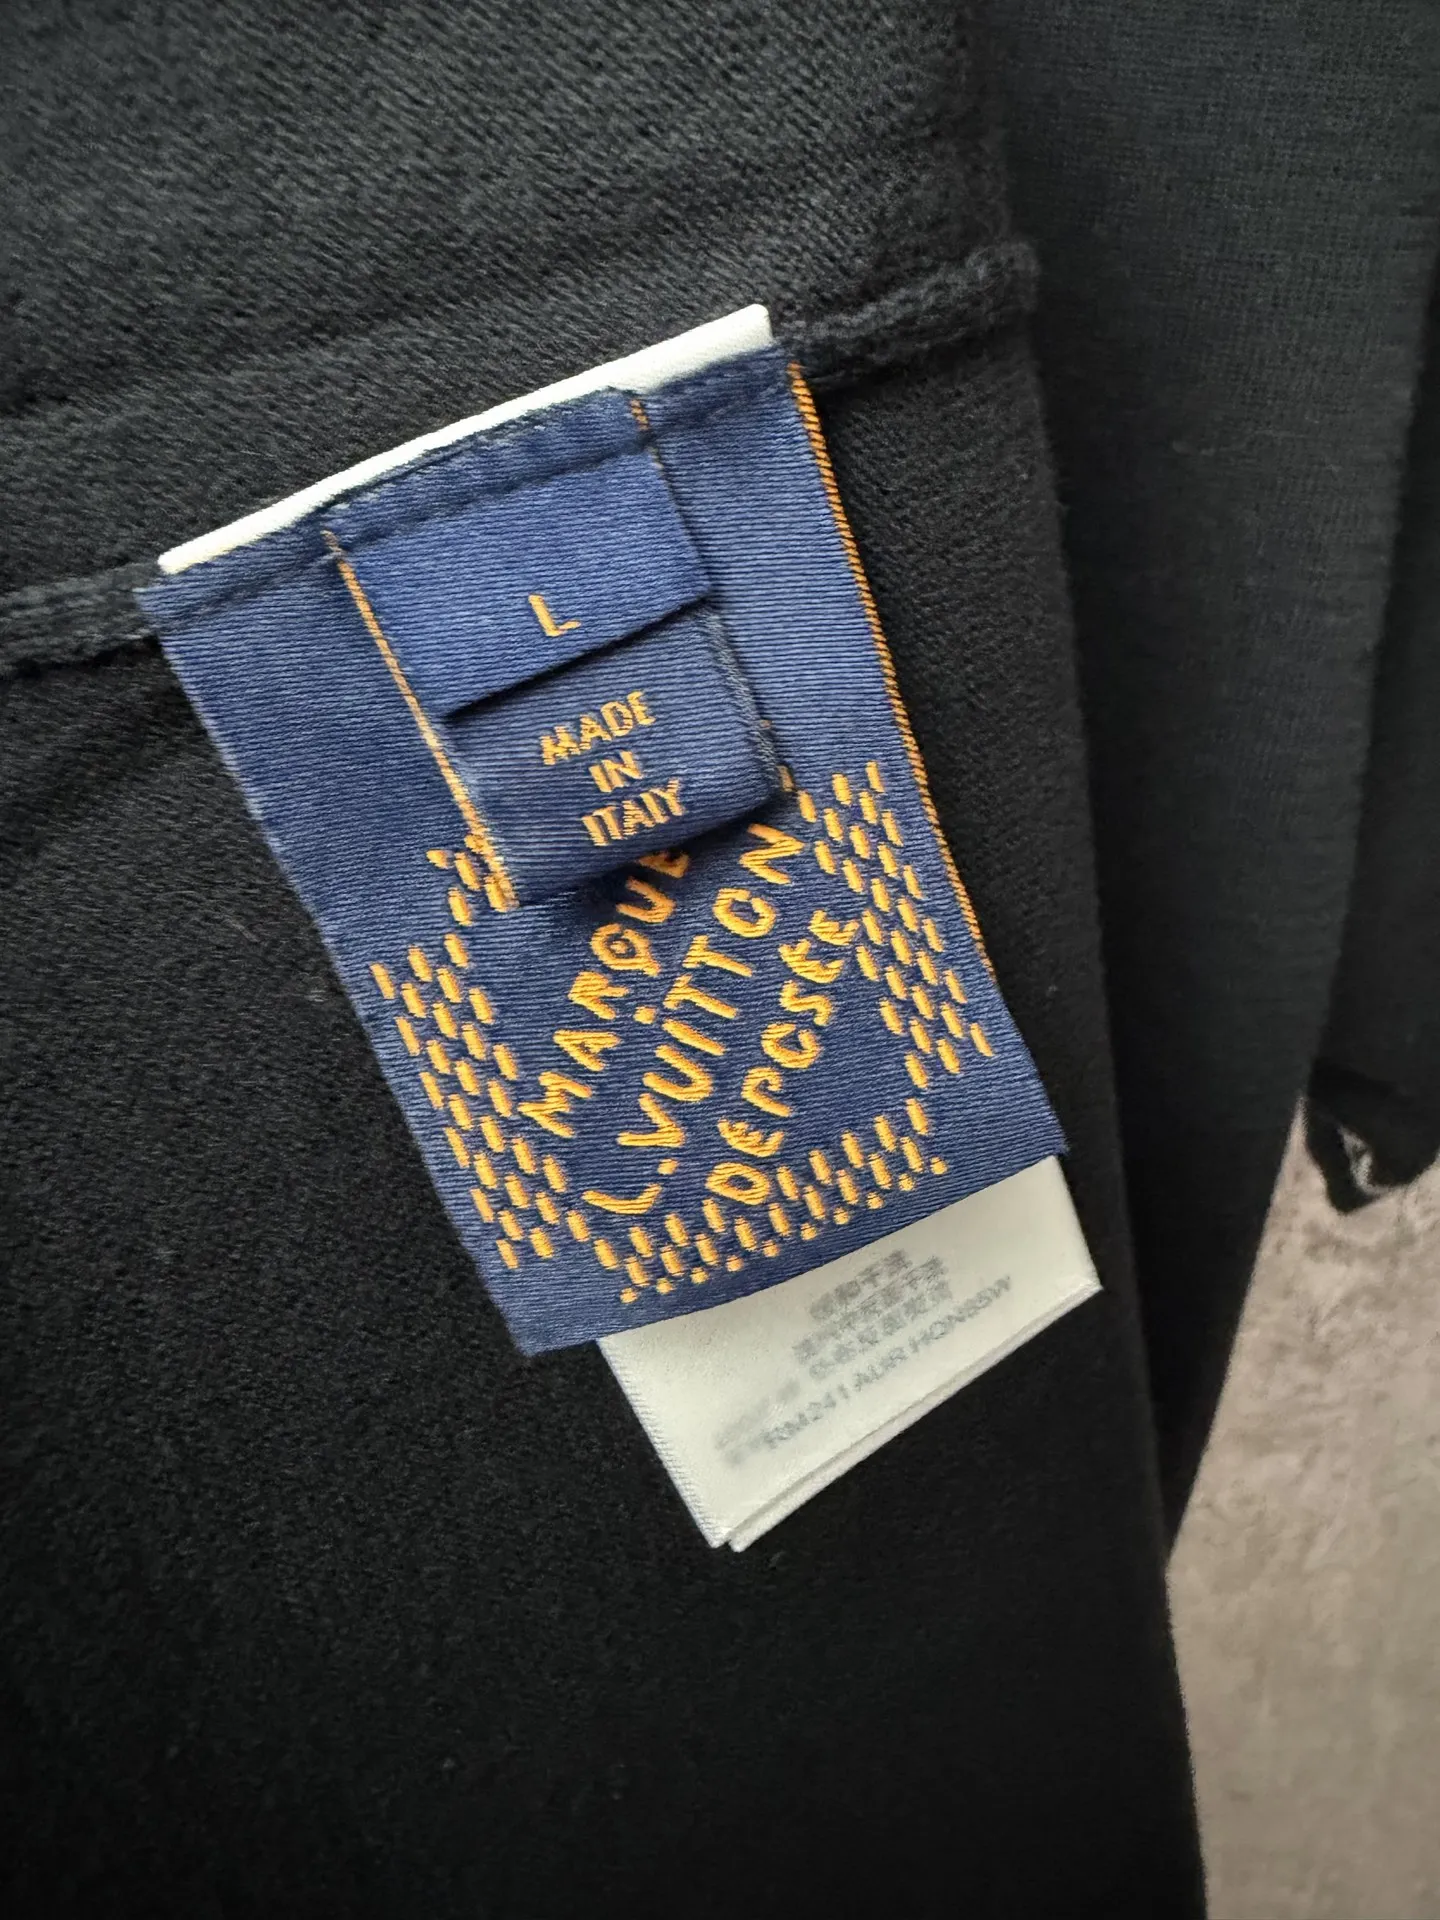 L
MADE
IN
ITALY
MARQUE
L.VUITTON
DEPOSEE
RM241 AUR HON85W